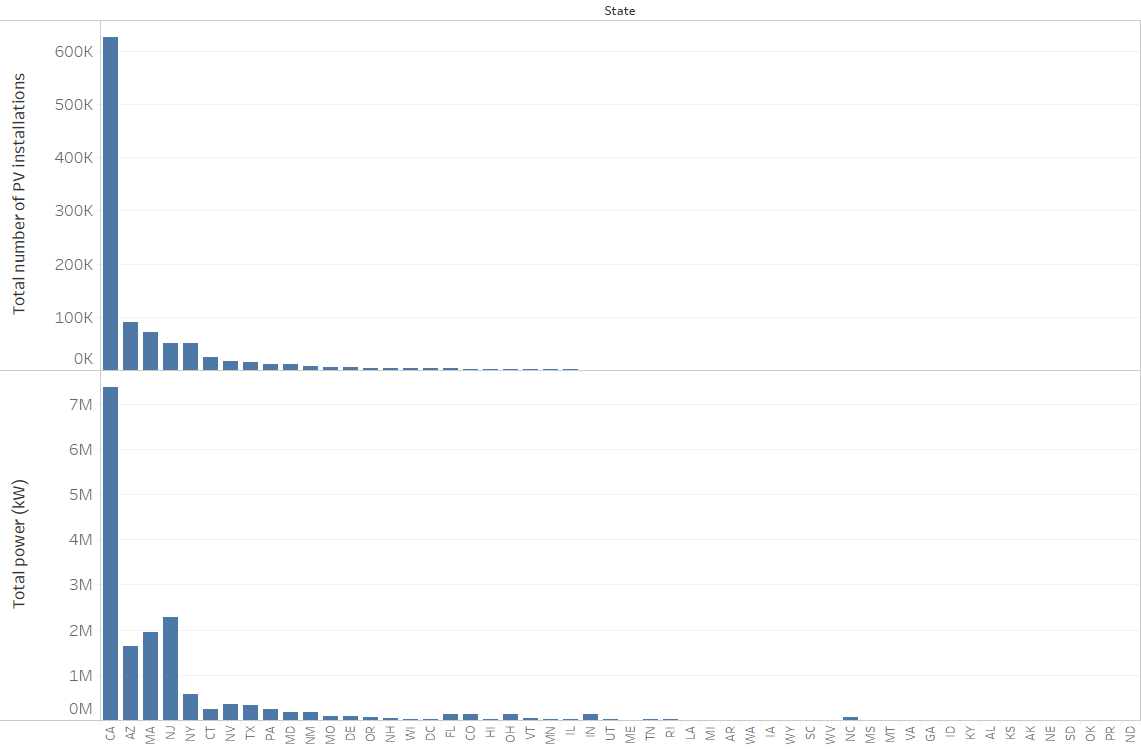 State
Total number of PV installations
600K
500K
400K
300K
200K
100K
0K
Total power (kW)
7M
6M
5M
4M
3M
2M
1M
0M
CA AZ MA NJ NY CT NV TX PA MD NM MO DE OR NH WI DC FL CO HI OH VT MN IL IN UT ME TN RI LA MI AR WA IA WY SC WV NC MS MT VA GA ID KY AL KS AK NE SD OK PR ND